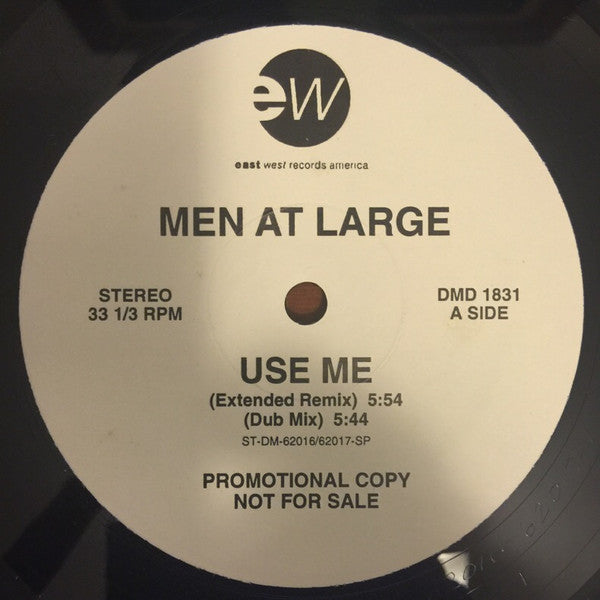 ew
east west records america
MEN AT LARGE
STEREO
33 1/3 RPM
DMD 1831
A SIDE
USE ME
(Extended Remix) 5:54
(Dub Mix) 5:44
ST-DM-62016/62017-SP
PROMOTIONAL COPY
NOT FOR SALE